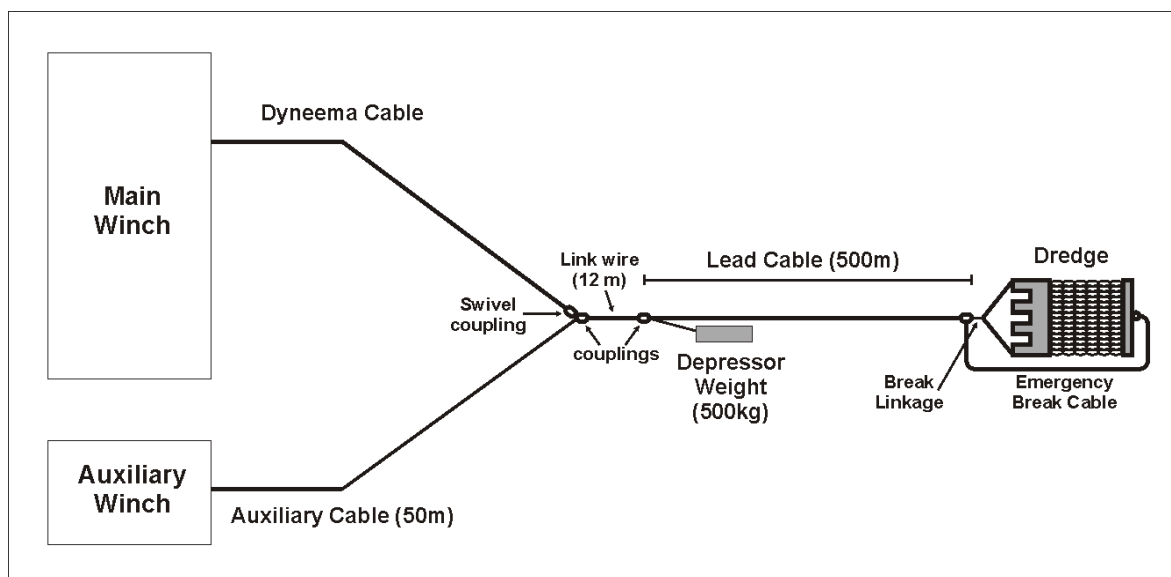 Dyneema Cable
Main
Winch
Link wire
(12 m)
Lead Cable (500m)
Dredge
Swivel
coupling
couplings
Depressor
Weight
(500kg)
Break
Linkage
Emergency
Break Cable
Auxiliary
Winch
Auxiliary Cable (50m)